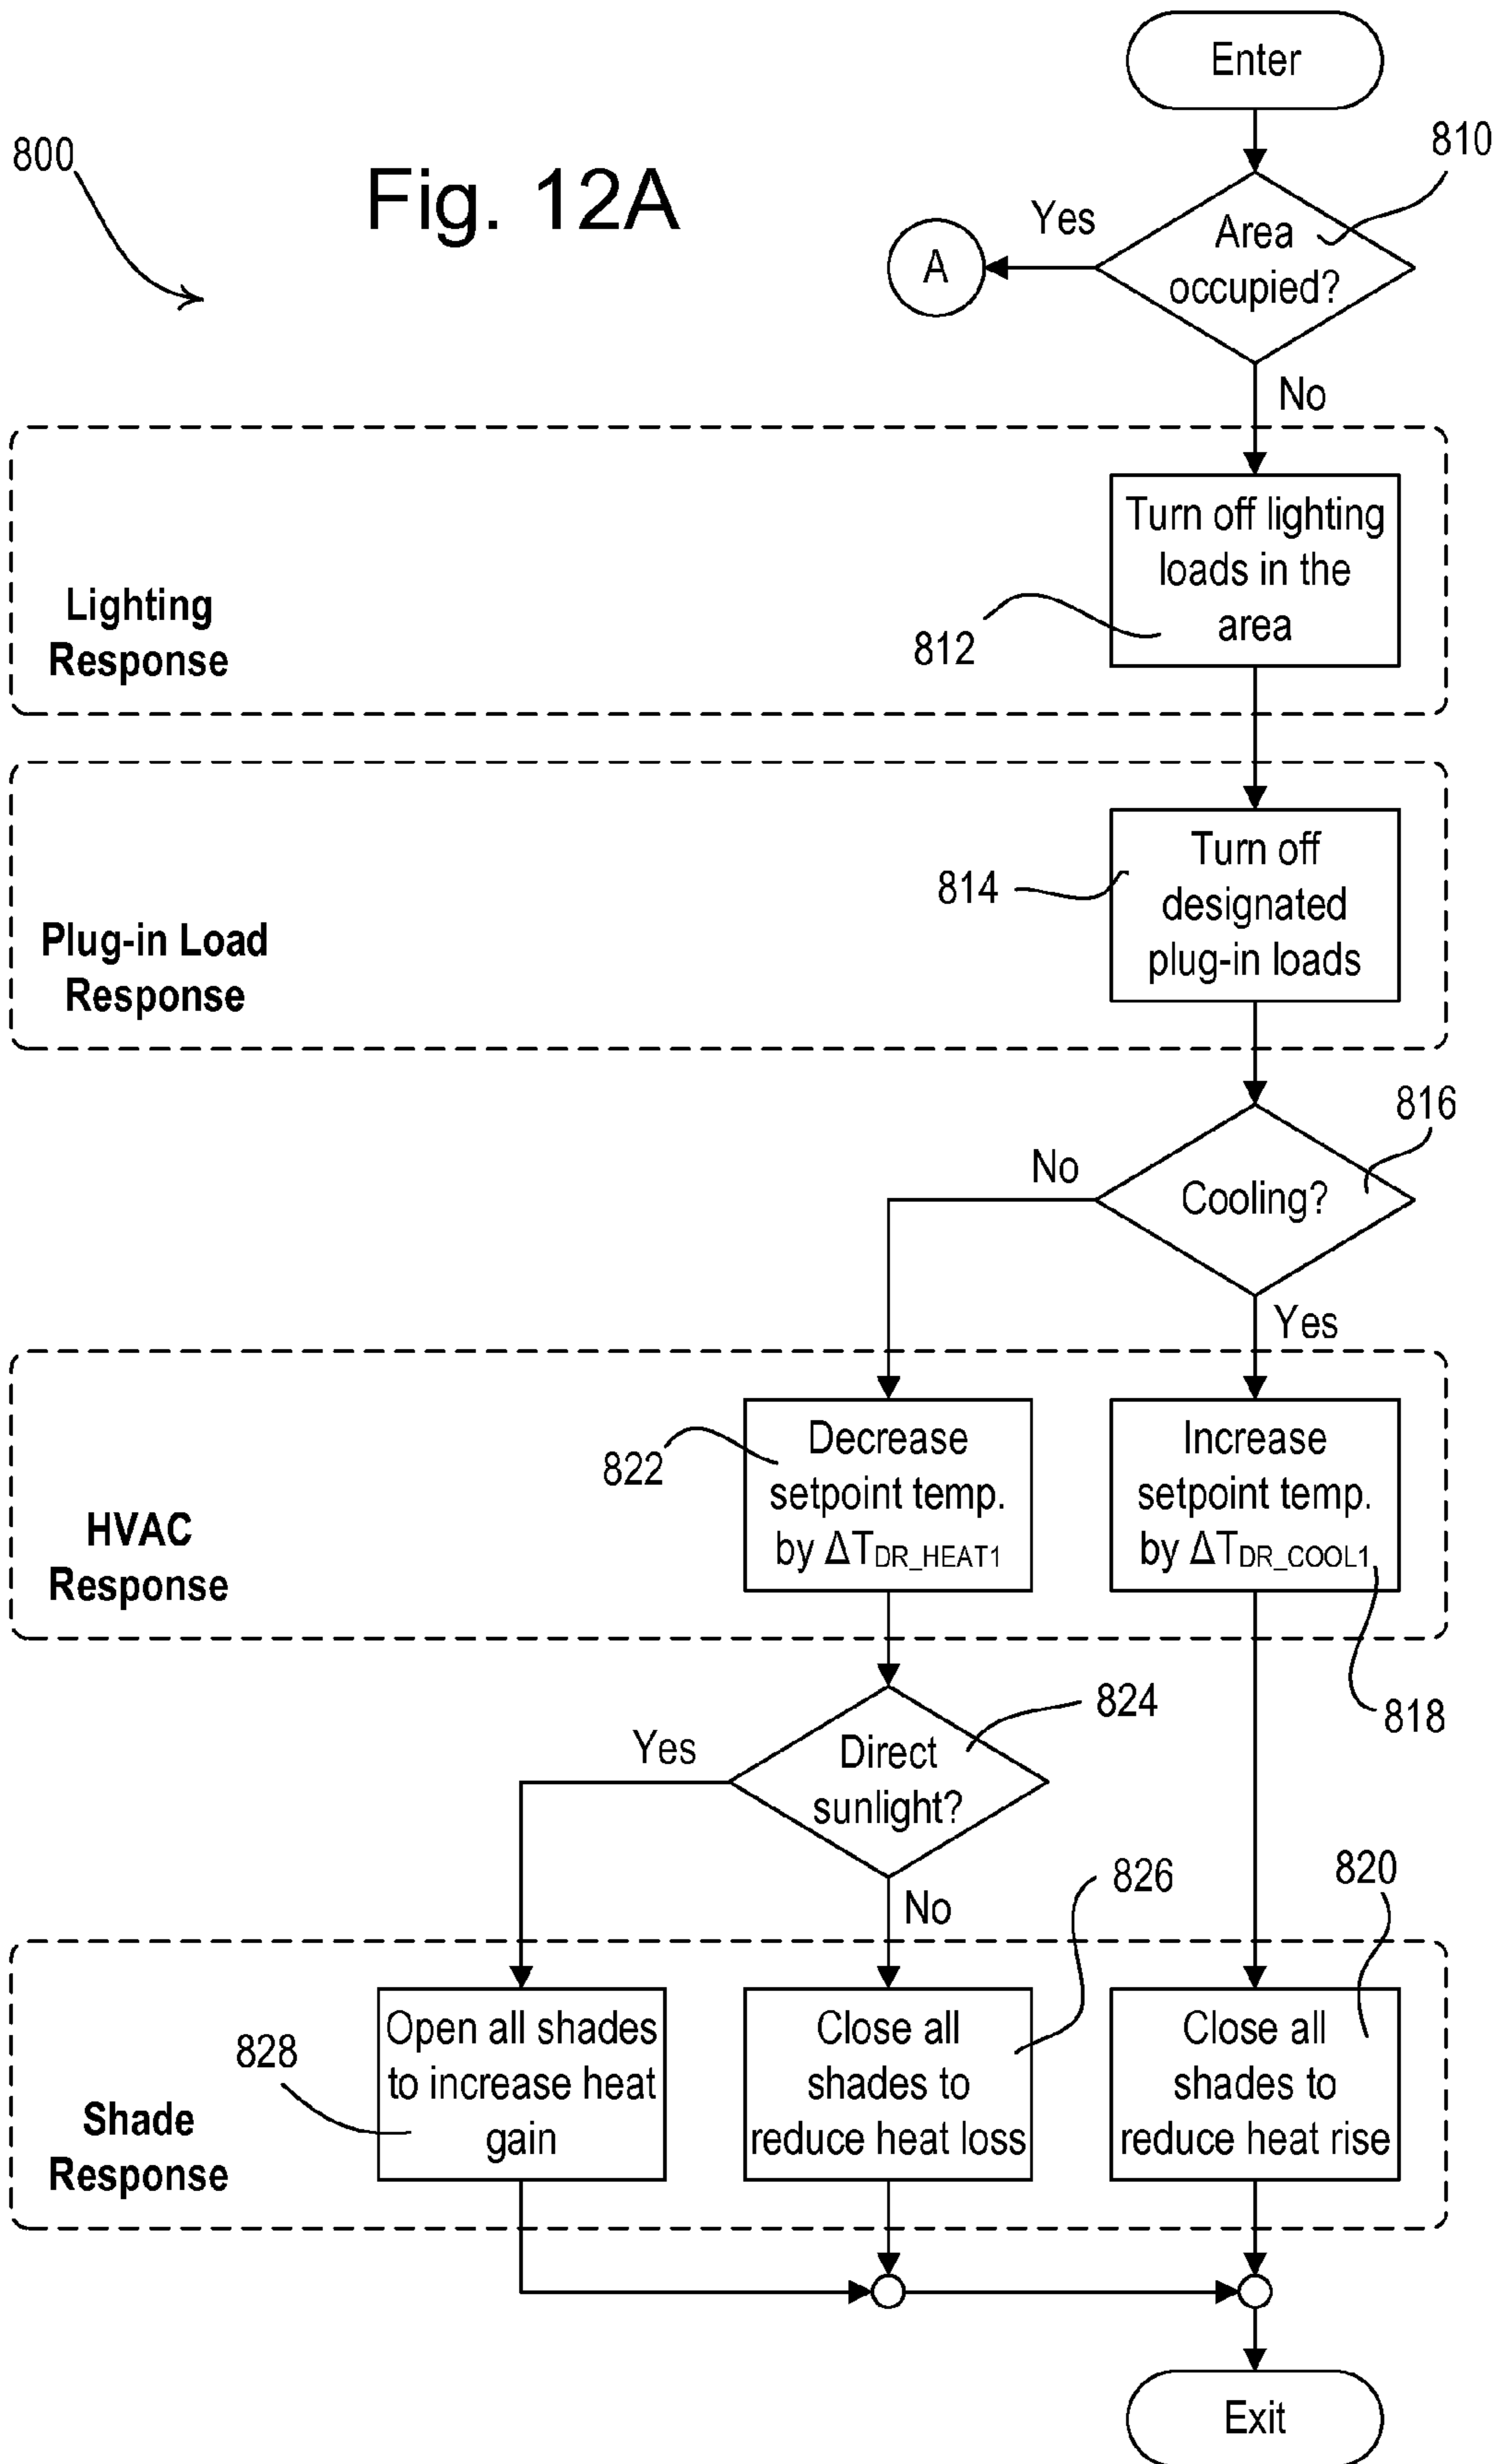 Enter
800
Fig. 12A
810
Yes
A
Area
occupied?
No
Lighting
Response
812
Turn off lighting
loads in the
area
Plug-in Load
Response
814
Turn off
designated
plug-in loads
816
No
Cooling?
Yes
HVAC
Response
822
Decrease
setpoint temp.
by ΔTDR_HEAT1
Increase
setpoint temp.
by ΔTDR_COOL1
818
824
Yes
Direct
sunlight?
No
826
820
Shade
Response
828
Open all shades
to increase heat
gain
Close all
shades to
reduce heat loss
Close all
shades to
reduce heat rise
Exit